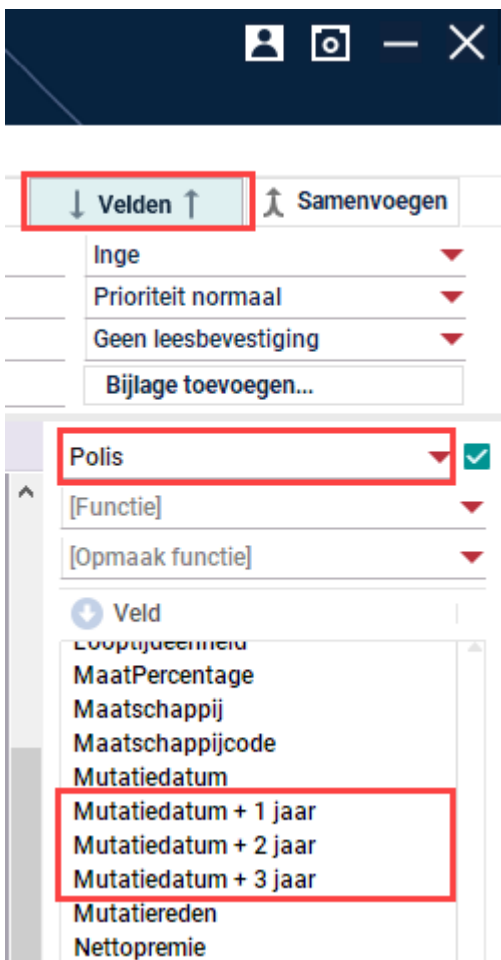 Velden
Samenvoegen
Inge
Prioriteit normaal
Geen leesbevestiging
Bijlage toevoegen...
Polis
[Functie]
[Opmaak functie]
Veld
Looptijdeenheid
MaatPercentage
Maatschappij
Maatschappijcode
Mutatiedatum
Mutatiedatum + 1 jaar
Mutatiedatum + 2 jaar
Mutatiedatum + 3 jaar
Mutatiereden
Nettopremie